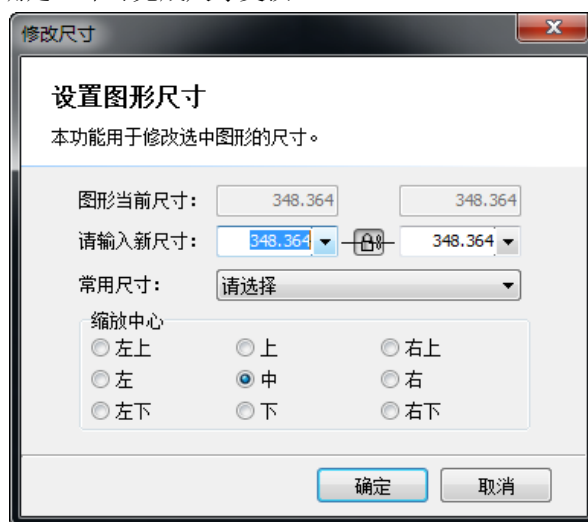 修改尺寸
设置图形尺寸
本功能用于修改选中图形的尺寸。
图形当前尺寸: 348.364 348.364
请输入新尺寸: 348.364 348.364
常用尺寸: 请选择
缩放中心
左上 上 右上
左 中 右
左下 下 右下
确定 取消